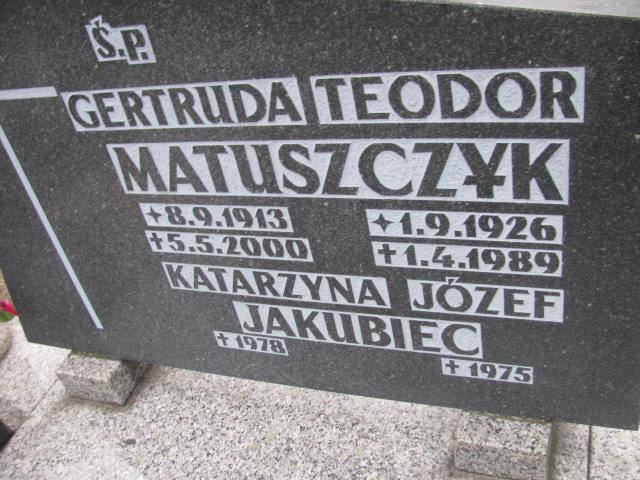 Ś.P.
GERTRUDA TEODOR
MATUSZCZYK
+8.9.1913 +1.9.1926
+5.5.2000 +1.4.1989
KATARZYNA JÓZEF
JAKUBIEC
+1978
+1975